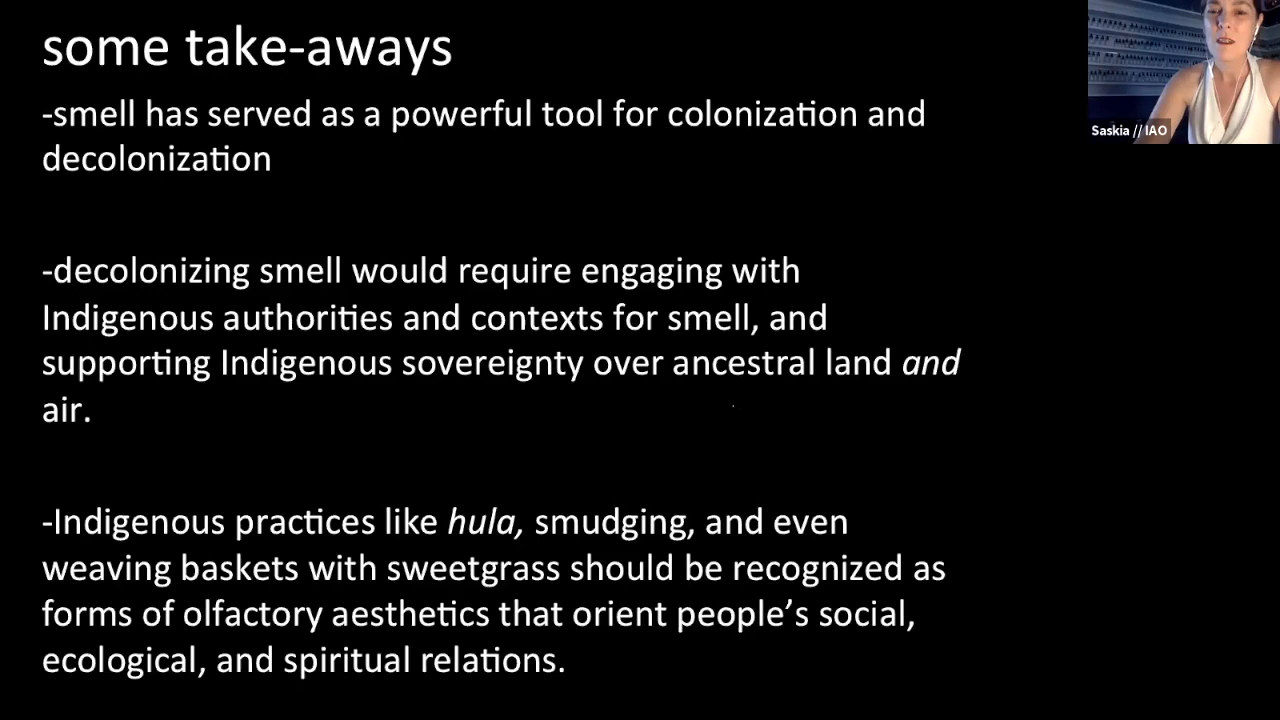 some take-aways
-smell has served as a powerful tool for colonization and
decolonization
-decolonizing smell would require engaging with
Indigenous authorities and contexts for smell, and
supporting Indigenous sovereignty over ancestral land and
air.
-Indigenous practices like hula, smudging, and even
weaving baskets with sweetgrass should be recognized as
forms of olfactory aesthetics that orient people’s social,
ecological, and spiritual relations.
Saskia // IAO